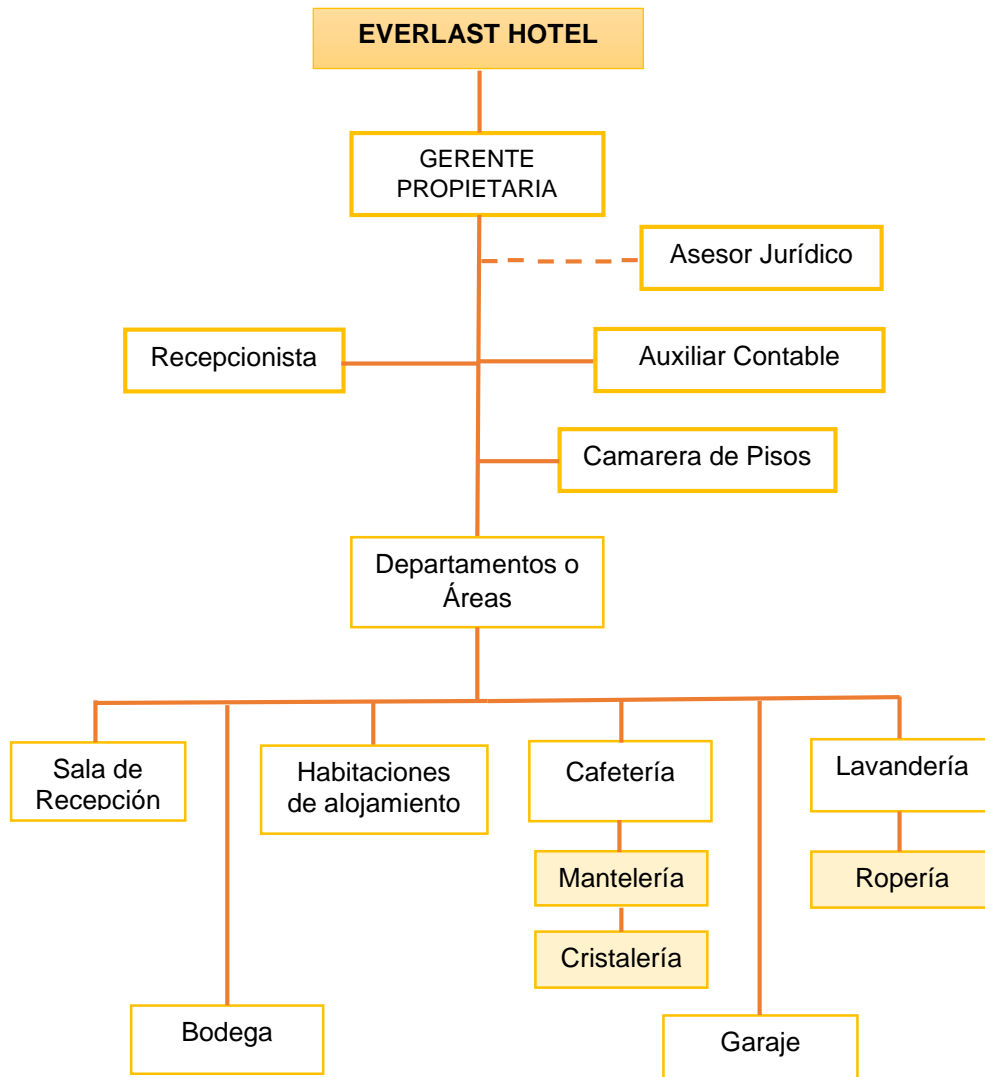 EVERLAST HOTEL
GERENTE
PROPIETARIA
Asesor Jurídico
Recepcionista
Auxiliar Contable
Camarera de Pisos
Departamentos o
Áreas
Sala de
Recepción
Habitaciones
de alojamiento
Cafetería
Lavandería
Mantelería
Ropería
Cristalería
Bodega
Garaje